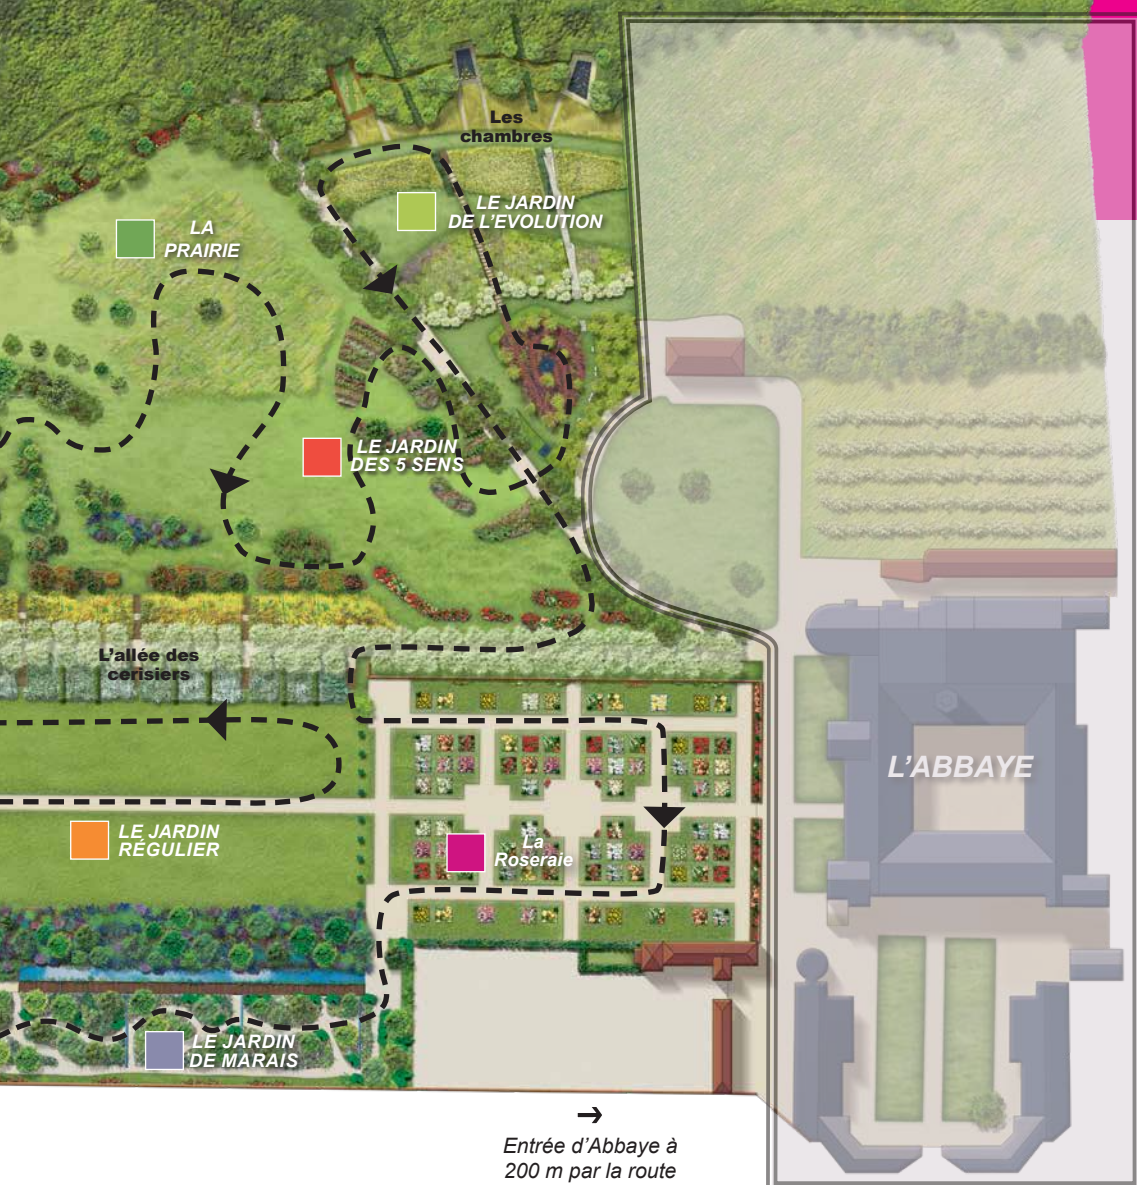 Les
chambres
LE JARDIN
DE L'EVOLUTION
LA
PRAIRIE
LE JARDIN
DES 5 SENS
L'allée des
cerisiers
L'ABBAYE
LE JARDIN
RÉGULIER
La
Roseraie
LE JARDIN
DE MARAIS
→
Entrée d'Abbaye à
200 m par la route